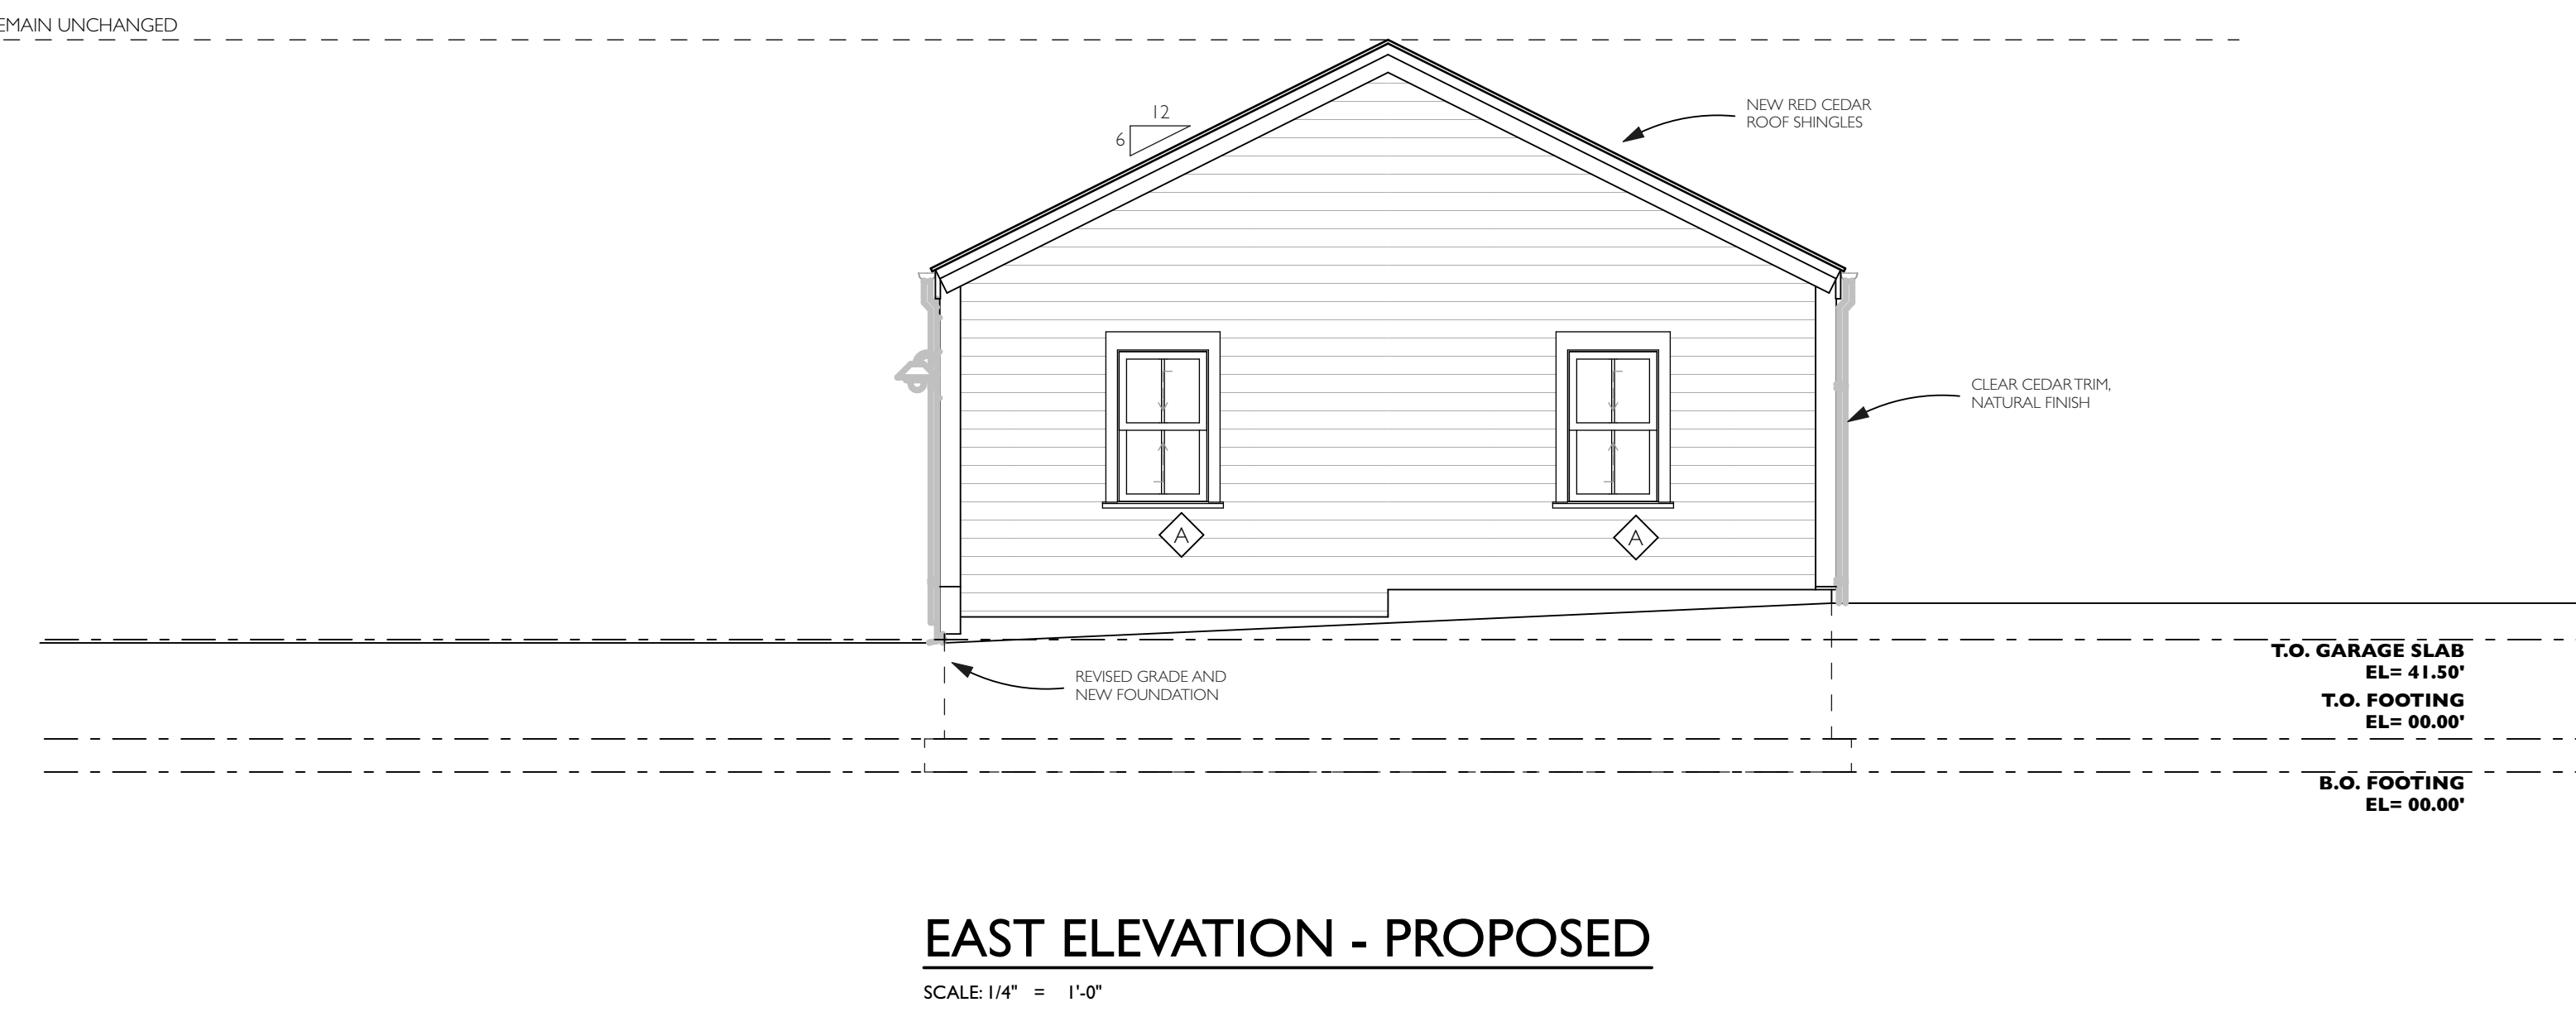 EMAIN UNCHANGED
12
6
NEW RED CEDAR
ROOF SHINGLES
CLEAR CEDAR TRIM,
NATURAL FINISH
A
A
REVISED GRADE AND
NEW FOUNDATION
T.O. GARAGE SLAB
EL= 41.50'
T.O. FOOTING
EL= 00.00'
B.O. FOOTING
EL= 00.00'
EAST ELEVATION - PROPOSED
SCALE: 1/4" = 1'-0"